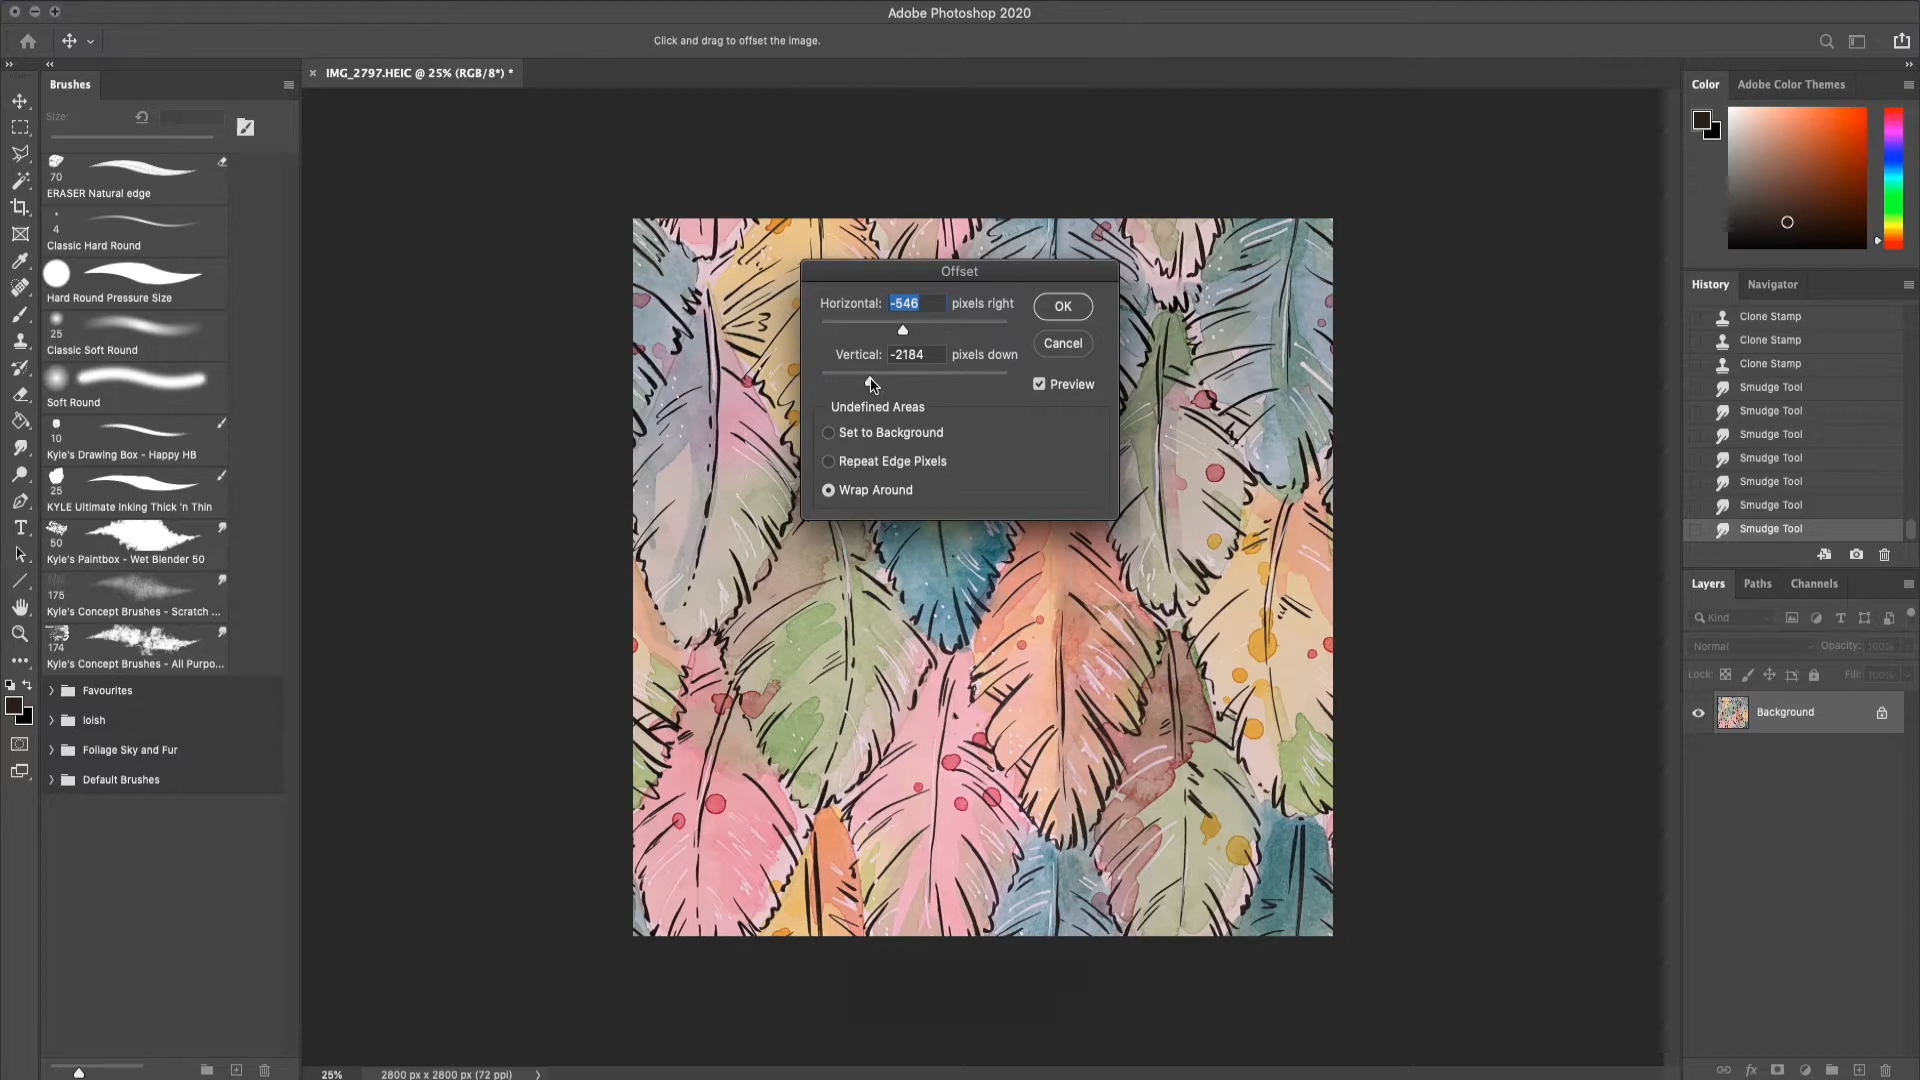 Adobe Photoshop 2020
Click and drag to offset the image.
Brushes
× IMG_2797.HEIC @ 25% (RGB/8*) *
Size:
70
ERASER Natural edge
4
Classic Hard Round
Hard Round Pressure Size
25
Classic Soft Round
Soft Round
10
Kyle's Drawing Box - Happy HB
25
KYLE Ultimate Inking Thick 'n Thin
50
Kyle's Paintbox - Wet Blender 50
175
Kyle's Concept Brushes - Scratch ...
174
Kyle's Concept Brushes - All Purpo...
Favourites
loish
Foliage Sky and Fur
Default Brushes
Offset
Horizontal: -546 pixels right
OK
Vertical: -2184 pixels down
Cancel
Preview
Undefined Areas
Set to Background
Repeat Edge Pixels
Wrap Around
Color Adobe Color Themes
History Navigator
Clone Stamp
Clone Stamp
Clone Stamp
Smudge Tool
Smudge Tool
Smudge Tool
Smudge Tool
Smudge Tool
Smudge Tool
Smudge Tool
Layers Paths Channels
Kind
Normal Opacity: 100%
Lock: Fill: 100%
Background
25% 2800 px x 2800 px (72 ppi)